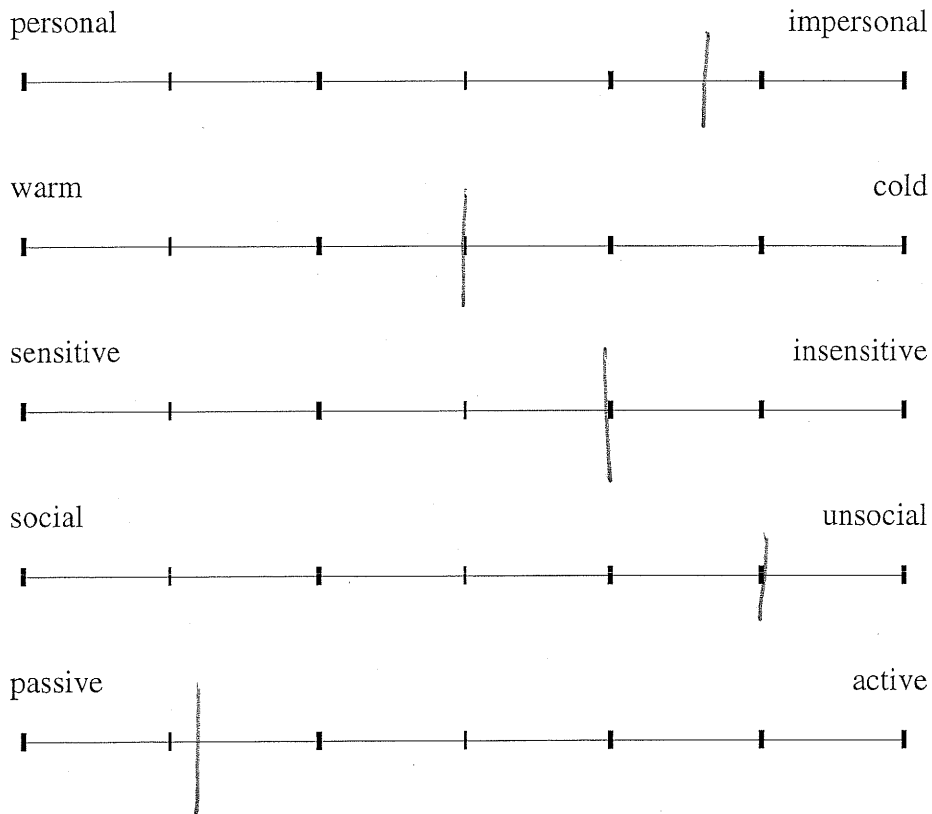 personal impersonal
warm cold
sensitive insensitive
social unsocial
passive active